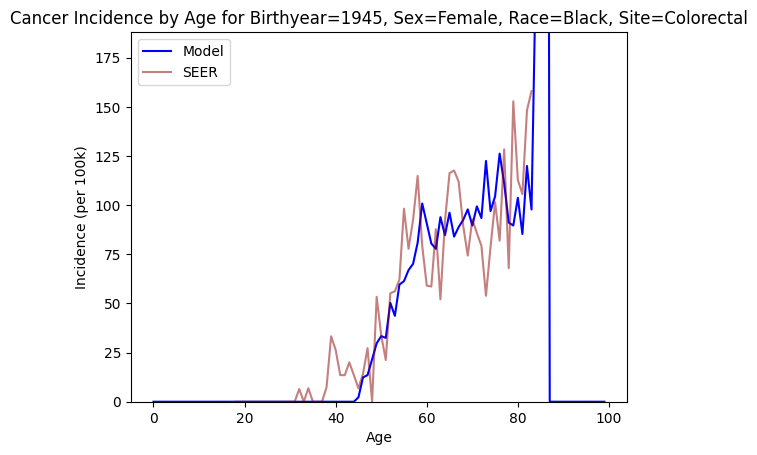 Cancer Incidence by Age for Birthyear=1945, Sex=Female, Race=Black, Site=Colorectal
Model
SEER
175
150
125
100
75
50
25
0
Incidence (per 100k)
0 20 40 60 80 100
Age